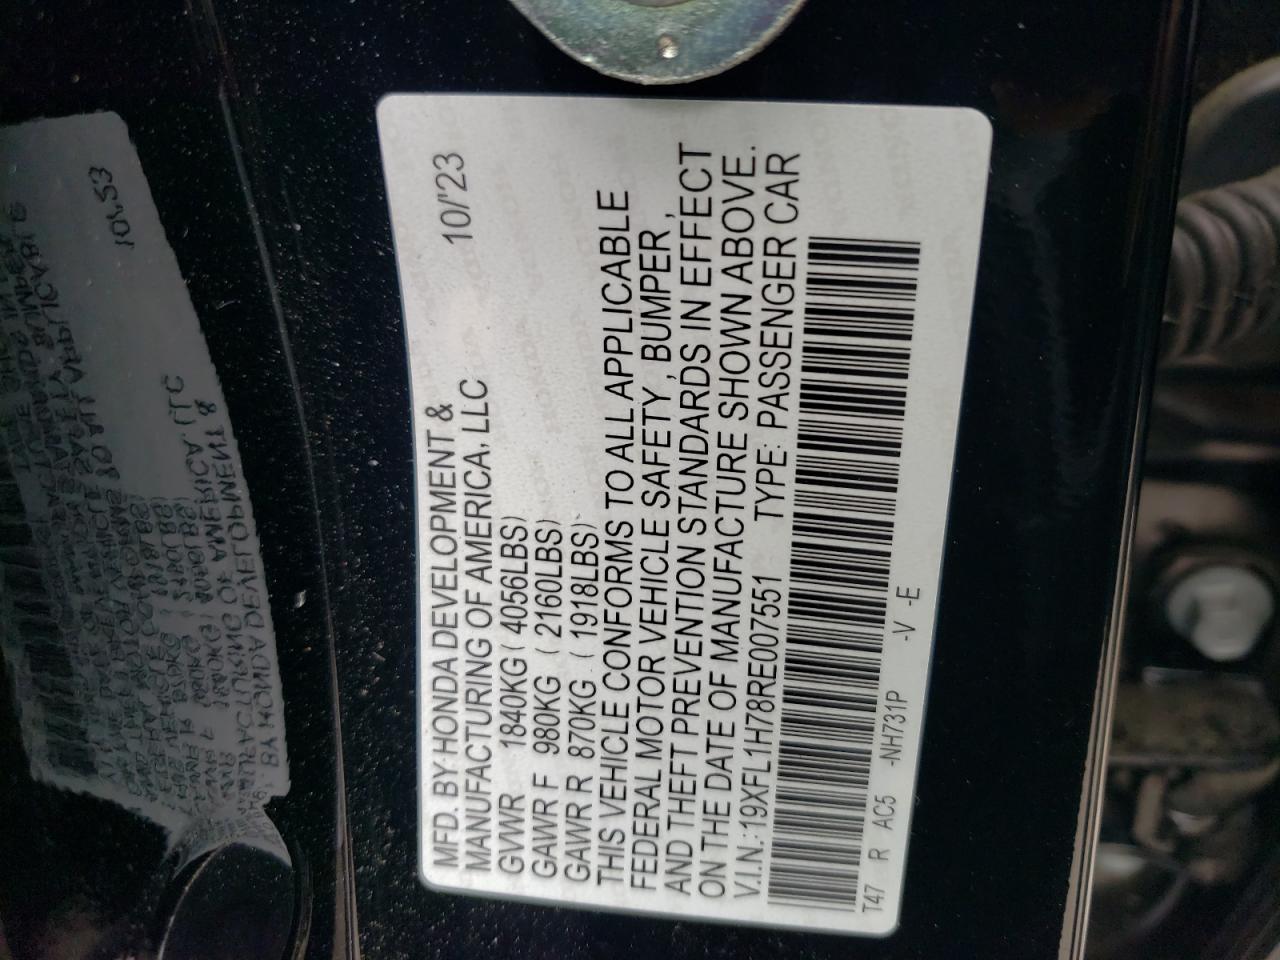 MFD. BY: HONDA DEVELOPMENT &
MANUFACTURING OF AMERICA, LLC 10/'23
GVWR 1840KG ( 4056LBS)
GAWR F 980KG ( 2160LBS)
GAWR R 870KG ( 1918LBS)
THIS VEHICLE CONFORMS TO ALL APPLICABLE
FEDERAL MOTOR VEHICLE SAFETY, BUMPER,
AND THEFT PREVENTION STANDARDS IN EFFECT
ON THE DATE OF MANUFACTURE SHOWN ABOVE.
V.I.N.: 19XFL1H78RE007551 TYPE: PASSENGER CAR
T47 R AC5 -NH731P -V -E